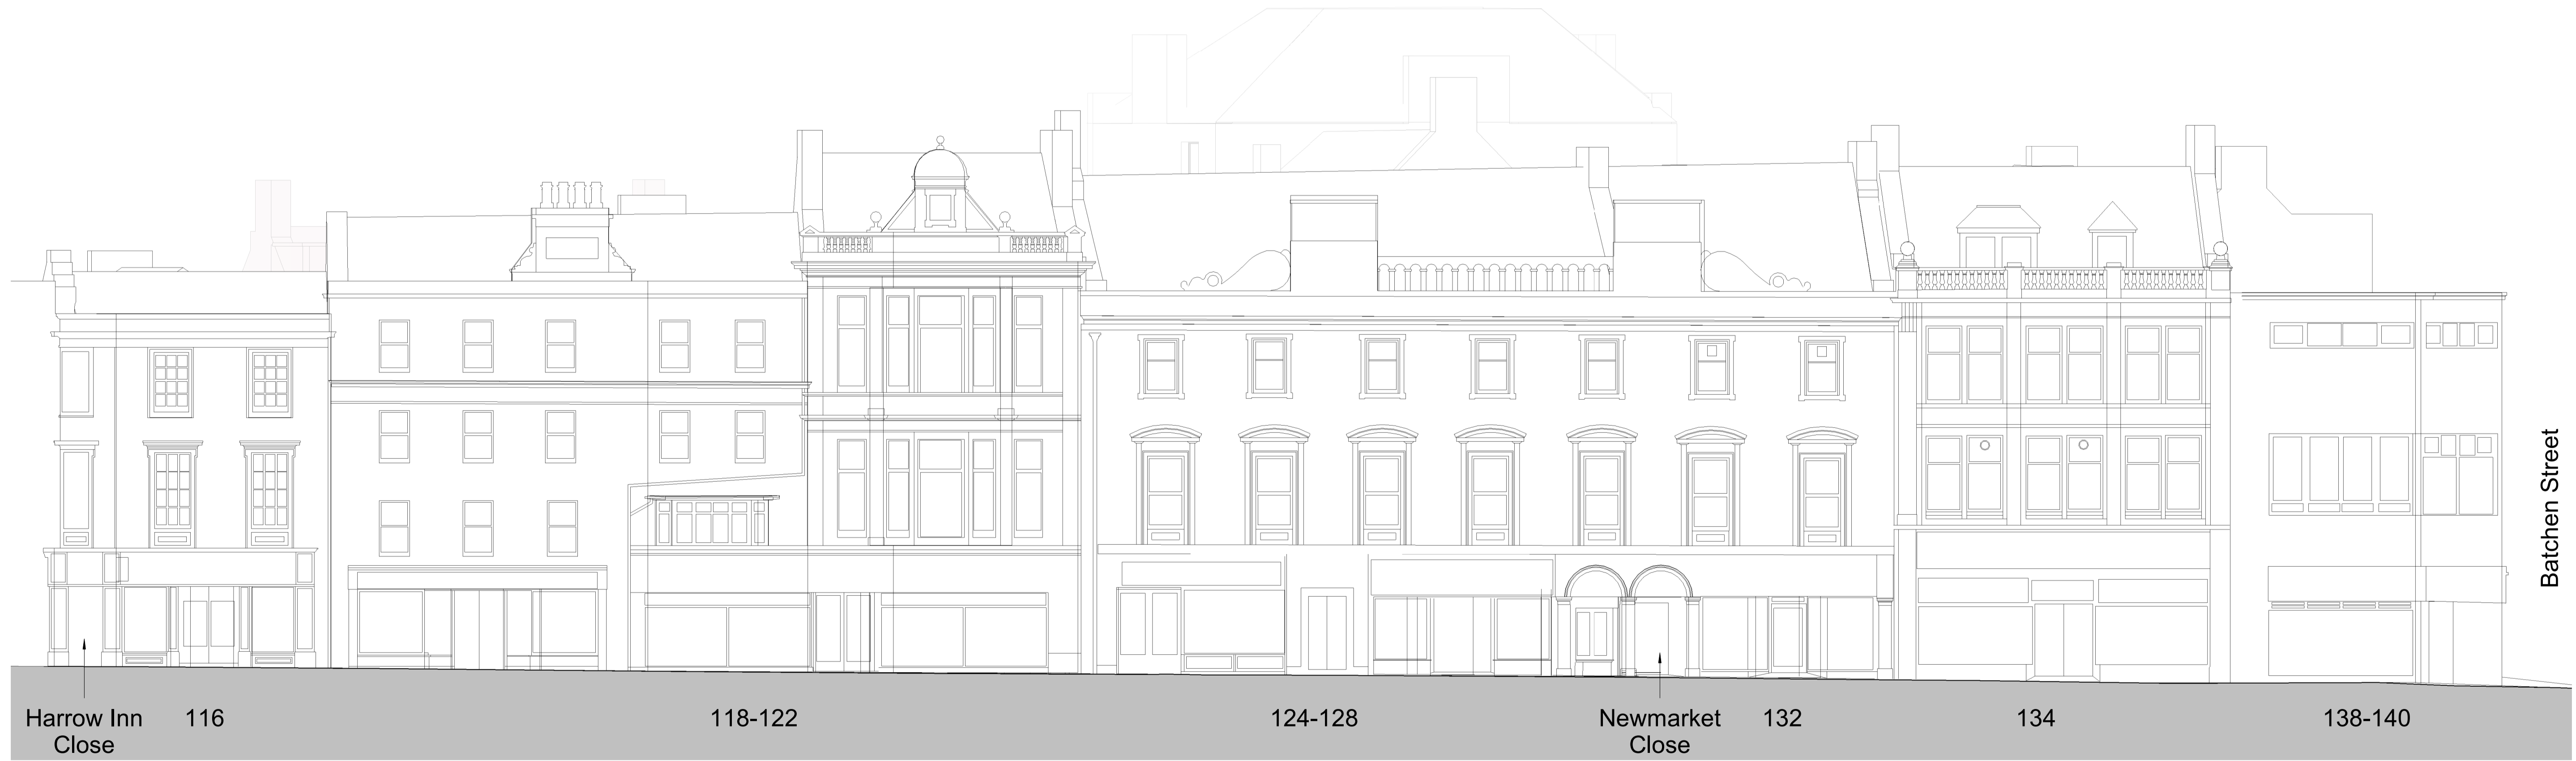 Harrow Inn
Close
116
118-122
124-128
Newmarket
Close
132
134
138-140
Batchen Street